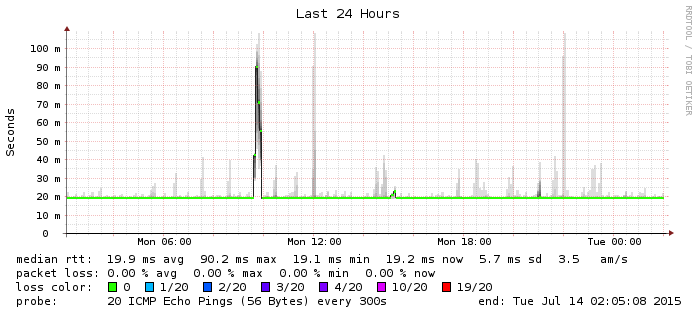 Last 24 Hours
RRDTOOL / TOBI OETIKER
Seconds
100 m
90 m
80 m
70 m
60 m
50 m
40 m
30 m
20 m
10 m
0
Mon 06:00 Mon 12:00 Mon 18:00 Tue 00:00
median rtt: 19.9 ms avg 90.2 ms max 19.1 ms min 19.2 ms now 5.7 ms sd 3.5 am/s
packet loss: 0.00 % avg 0.00 % max 0.00 % min 0.00 % now
loss color: 0 1/20 2/20 3/20 4/20 10/20 19/20
probe: 20 ICMP Echo Pings (56 Bytes) every 300s end: Tue Jul 14 02:05:08 2015